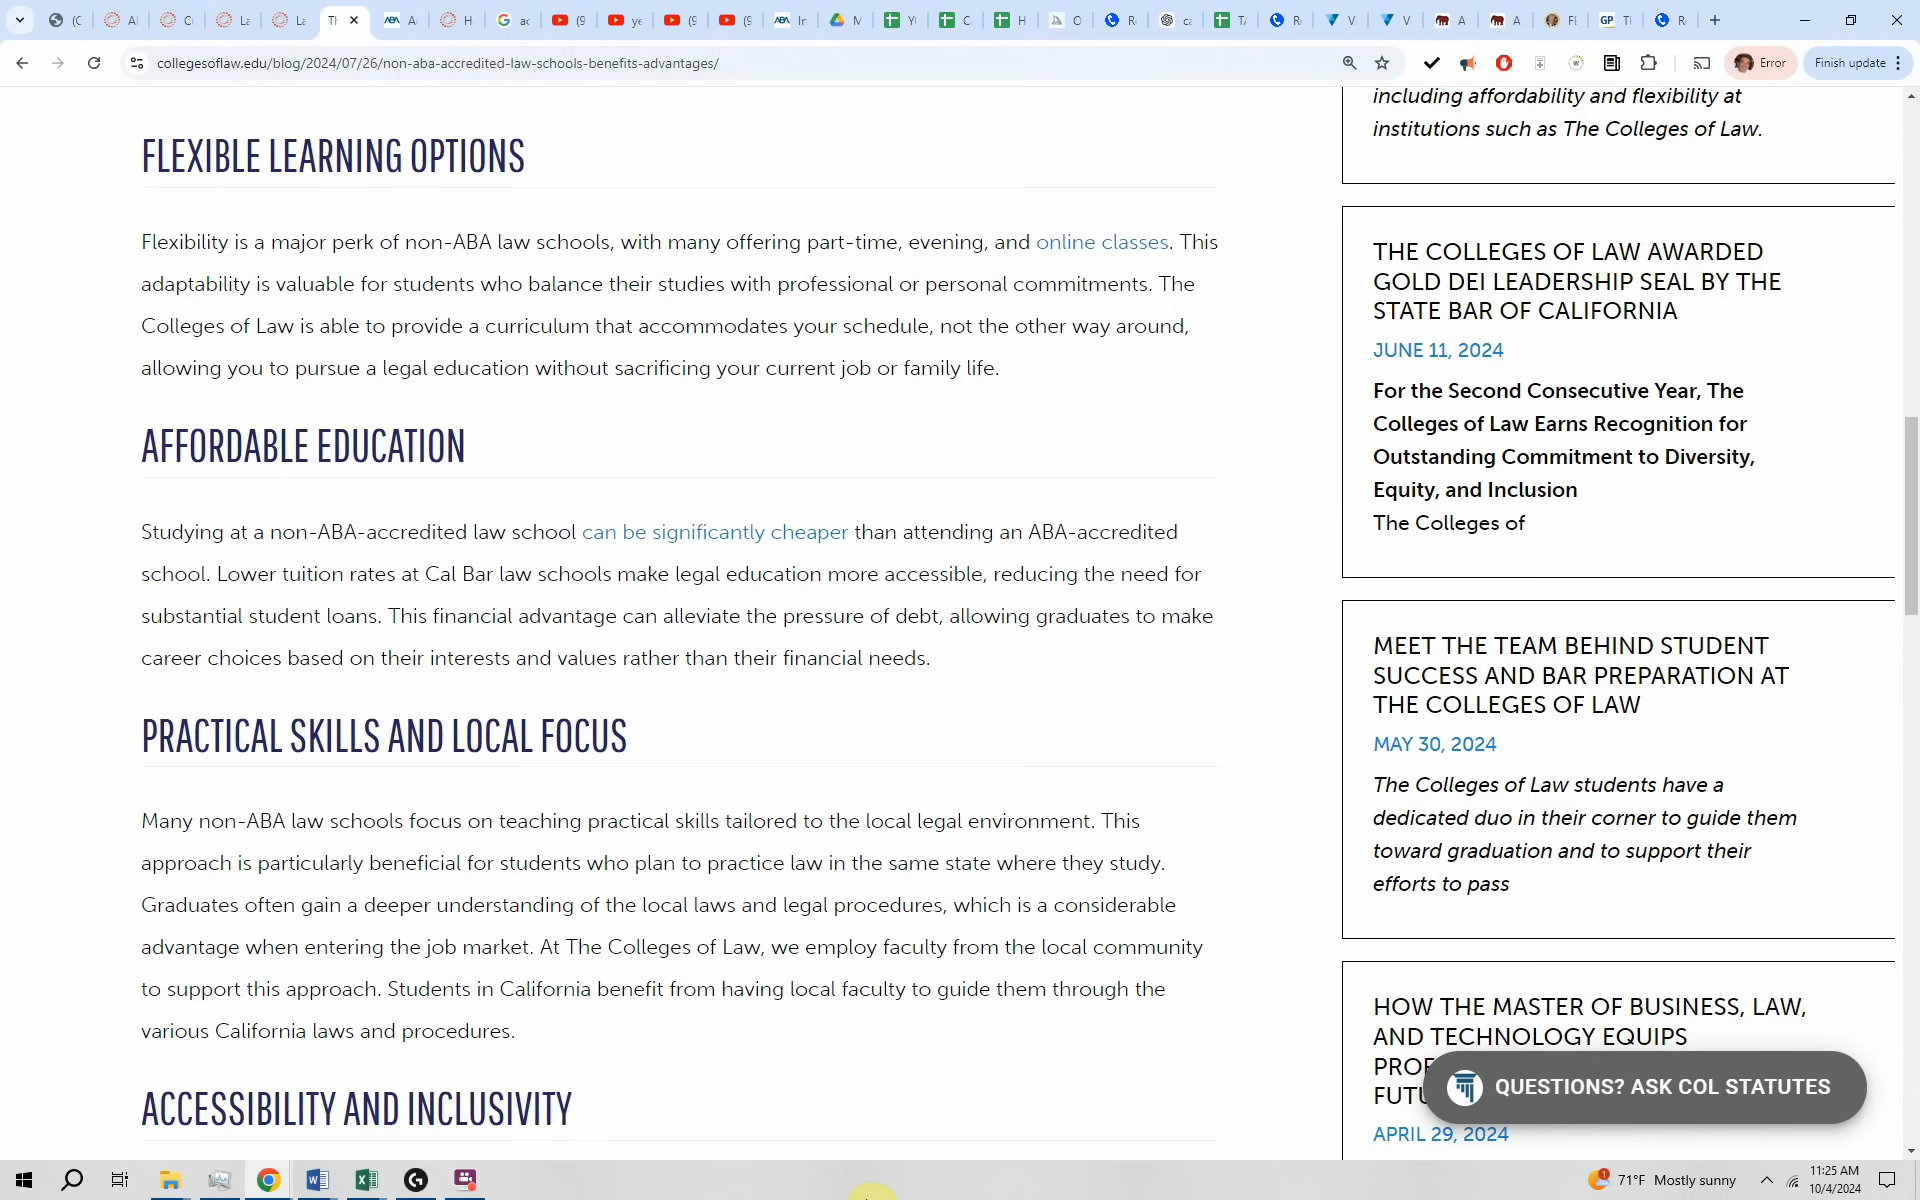 (C
Al
C
La
La
Tl
A
H
ac
(9
ye
(9
(9
In
M
Y(
C
H
O
R
ca
T/
R
V
V
A
A
Fl
GP
Tl
R
collegesoflaw.edu/blog/2024/07/26/non-aba-accredited-law-schools-benefits-advantages/
Error
Finish update
FLEXIBLE LEARNING OPTIONS
Flexibility is a major perk of non-ABA law schools, with many offering part-time, evening, and online classes. This
adaptability is valuable for students who balance their studies with professional or personal commitments. The
Colleges of Law is able to provide a curriculum that accommodates your schedule, not the other way around,
allowing you to pursue a legal education without sacrificing your current job or family life.
AFFORDABLE EDUCATION
Studying at a non-ABA-accredited law school can be significantly cheaper than attending an ABA-accredited
school. Lower tuition rates at Cal Bar law schools make legal education more accessible, reducing the need for
substantial student loans. This financial advantage can alleviate the pressure of debt, allowing graduates to make
career choices based on their interests and values rather than their financial needs.
PRACTICAL SKILLS AND LOCAL FOCUS
Many non-ABA law schools focus on teaching practical skills tailored to the local legal environment. This
approach is particularly beneficial for students who plan to practice law in the same state where they study.
Graduates often gain a deeper understanding of the local laws and legal procedures, which is a considerable
advantage when entering the job market. At The Colleges of Law, we employ faculty from the local community
to support this approach. Students in California benefit from having local faculty to guide them through the
various California laws and procedures.
ACCESSIBILITY AND INCLUSIVITY
including affordability and flexibility at
institutions such as The Colleges of Law.
THE COLLEGES OF LAW AWARDED
GOLD DEI LEADERSHIP SEAL BY THE
STATE BAR OF CALIFORNIA
JUNE 11, 2024
For the Second Consecutive Year, The
Colleges of Law Earns Recognition for
Outstanding Commitment to Diversity,
Equity, and Inclusion
The Colleges of
MEET THE TEAM BEHIND STUDENT
SUCCESS AND BAR PREPARATION AT
THE COLLEGES OF LAW
MAY 30, 2024
The Colleges of Law students have a
dedicated duo in their corner to guide them
toward graduation and to support their
efforts to pass
HOW THE MASTER OF BUSINESS, LAW,
AND TECHNOLOGY EQUIPS
APRIL 29, 2024
QUESTIONS? ASK COL STATUTES
71°F Mostly sunny
11:25 AM
10/4/2024